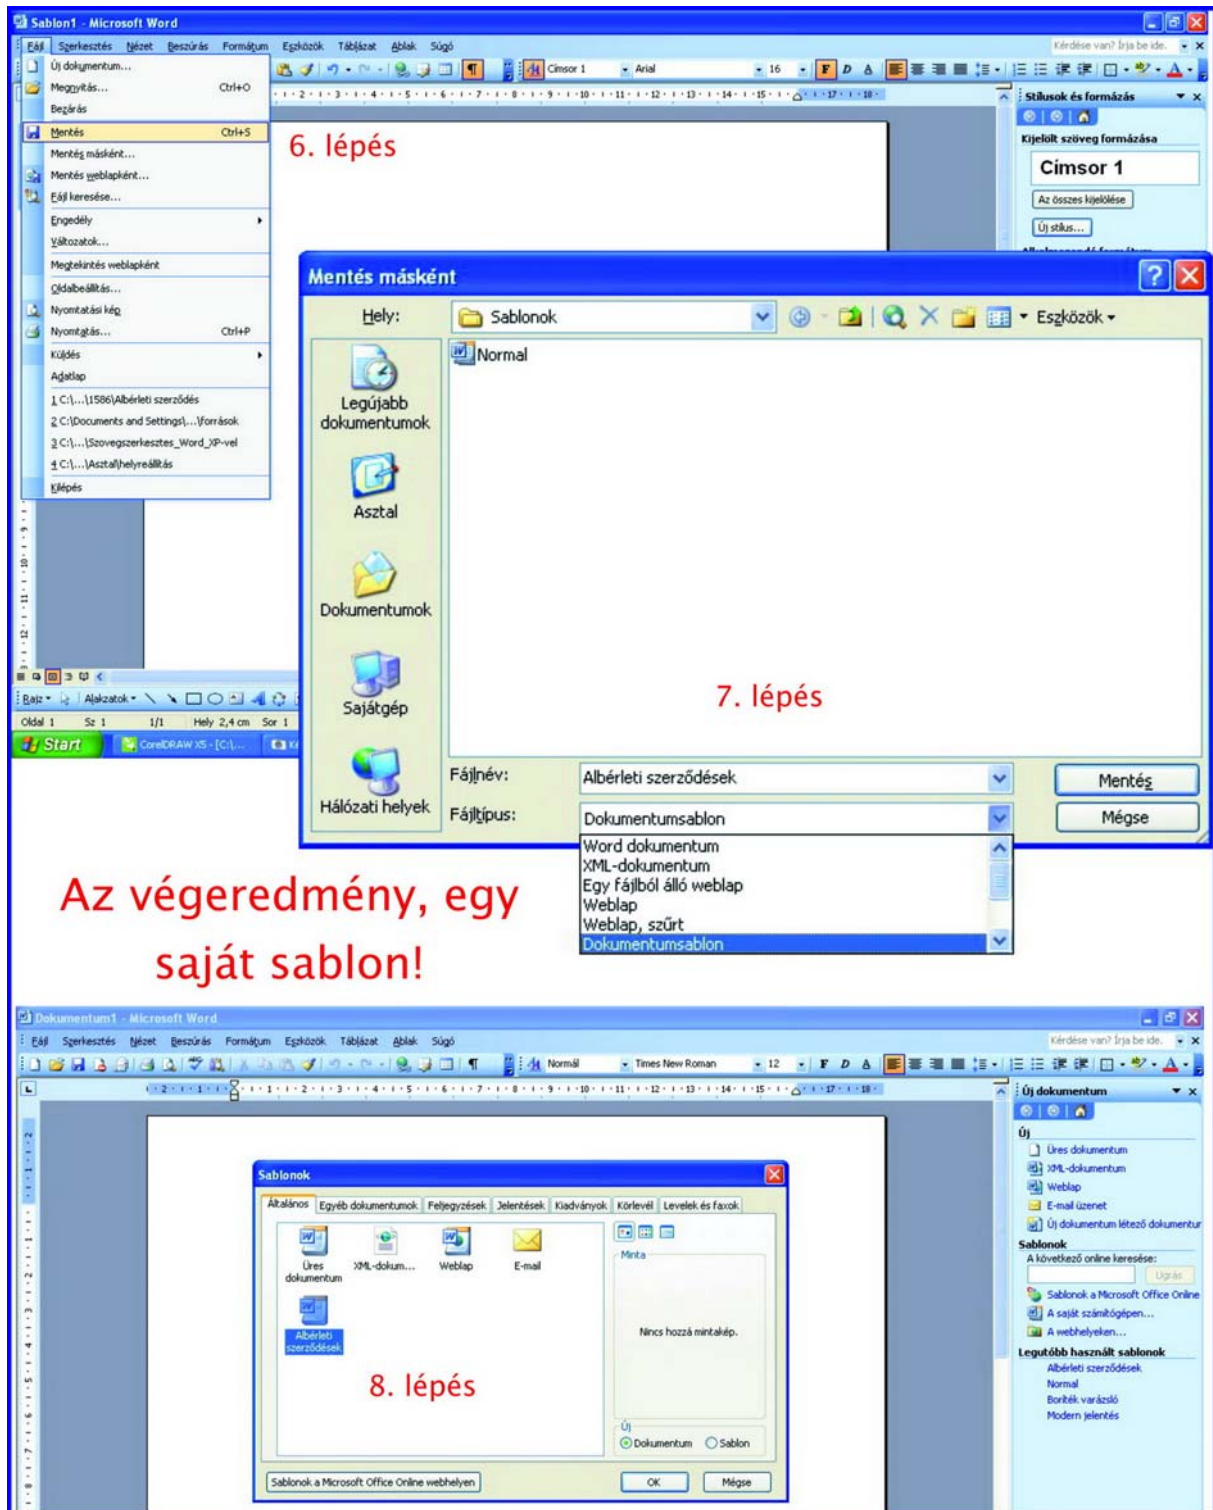 Sablon1 - Microsoft Word
Fájl Szerkesztés Nézet Beszúrás Formátum Eszközök Táblázat Ablak Súgó
Kérdése van? Írja be ide.
Címsor 1 Arial 16 F D A
Új dokumentum...
Megnyitás... Ctrl+O
Bezárás
Mentés Ctrl+S
Mentés másként...
Mentés weblapként...
Fájl keresése...
Engedély
Változatok...
Megtekintés weblapként
Oldalbeállítás...
Nyomtatási kép
Nyomtatás... Ctrl+P
Küldés
Adatlap
1 C:\...\1586\Albérleti szerződés
2 C:\Documents and Settings\...\források
3 C:\...\Szovegszerkesztes_Word_XP-vel
4 C:\...\Asztal\helyreállítás
Kilépés
6. lépés
Stílusok és formázás
Kijelölt szöveg formázása
Címsor 1
Az összes kijelölése
Új stílus...
Mentés másként
Hely: Sablonok Eszközök
Normal
Legújabb
dokumentumok
Asztal
Dokumentumok
Sajátgép
Hálózati helyek
7. lépés
Fájlnév: Albérleti szerződések Mentés
Fájltípus: Dokumentumsablon Mégse
Word dokumentum
XML-dokumentum
Egy fájlból álló weblap
Weblap
Weblap, szűrt
Dokumentumsablon
Rajz Alakzatok
Oldal 1 Sz 1 1/1 Hely 2,4 cm Sor 1
Start CorelDRAW X5 - [C:\...
Az végeredmény, egy
saját sablon!
Dokumentum1 - Microsoft Word
Fájl Szerkesztés Nézet Beszúrás Formátum Eszközök Táblázat Ablak Súgó
Kérdése van? Írja be ide.
Normál Times New Roman 12 F D A
Sablonok
Általános Egyéb dokumentumok Feljegyzések Jelentések Kiadványok Körlevél Levelek és faxok
Üres
dokumentum
XML-dokum...
Weblap
E-mail
Albérleti
szerződések
8. lépés
Minta
Nincs hozzá mintakép.
Új
Dokumentum Sablon
Sablonok a Microsoft Office Online webhelyen OK Mégse
Új dokumentum
Új
Üres dokumentum
XML-dokumentum
Weblap
E-mail üzenet
Új dokumentum létező dokumentur
Sablonok
A következő online keresése:
Ugrás
Sablonok a Microsoft Office Online
A saját számítógépen...
A webhelyeken...
Legutóbb használt sablonok
Albérleti szerződések
Normal
Boríték varázsló
Modern jelentés